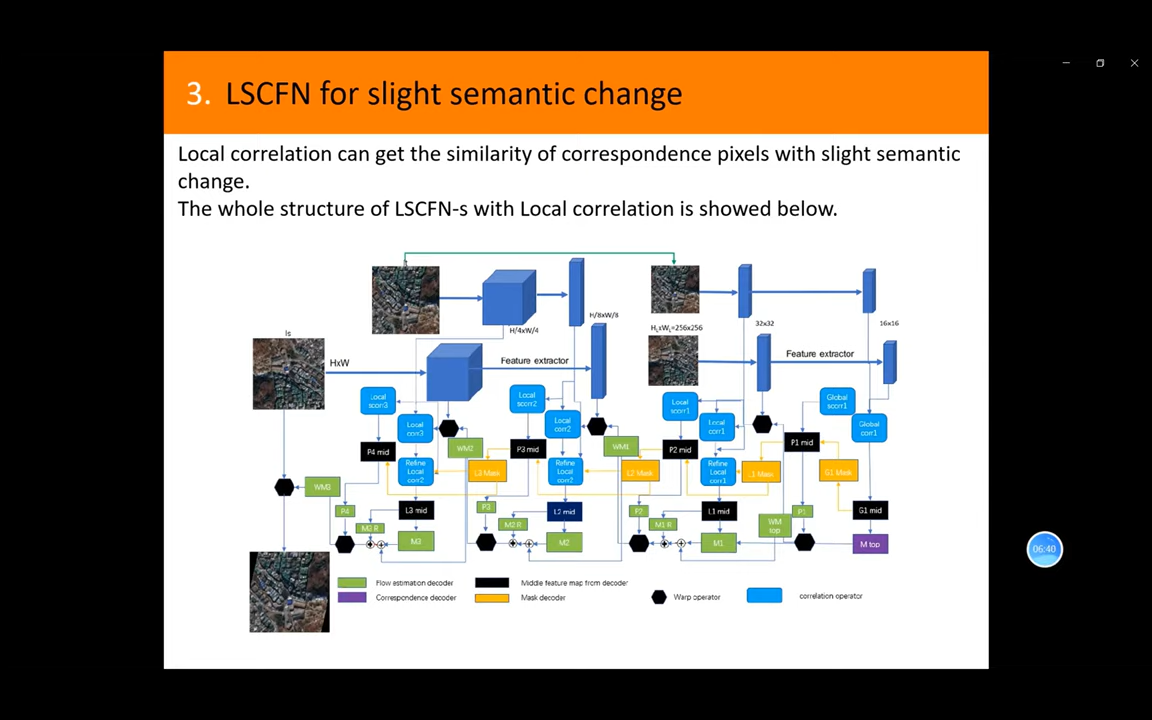 3. LSCFN for slight semantic change
Local correlation can get the similarity of correspondence pixels with slight semantic
change.
The whole structure of LSCFN-s with Local correlation is showed below.
H/4xW/4
H/8xW/8
Is
HxW
Feature extractor
H₁xW₁=256x256
32x32
16x16
Feature extractor
Local
scorr3
Local
corr3
Local
scorr2
Local
corr2
Local
scorr1
Local
corr1
Global
scorr1
Global
corr1
P4 mid
WM2
P3 mid
WM1
P2 mid
P1 mid
Refine
Local
corr2
L3 Mask
Refine
Local
corr2
L2 Mask
Refine
Local
corr1
L1 Mask
G1 Mask
WM3
P4
L3 mid
P3
L2 mid
P2
L1 mid
P1
G1 mid
M3 R
M3
M2 R
M2
M1 R
M1
WM
top
M top
Flow estimation decoder
Middle feature map from decoder
Correspondence decoder
Mask decoder
Warp operator
correlation operator
06:40